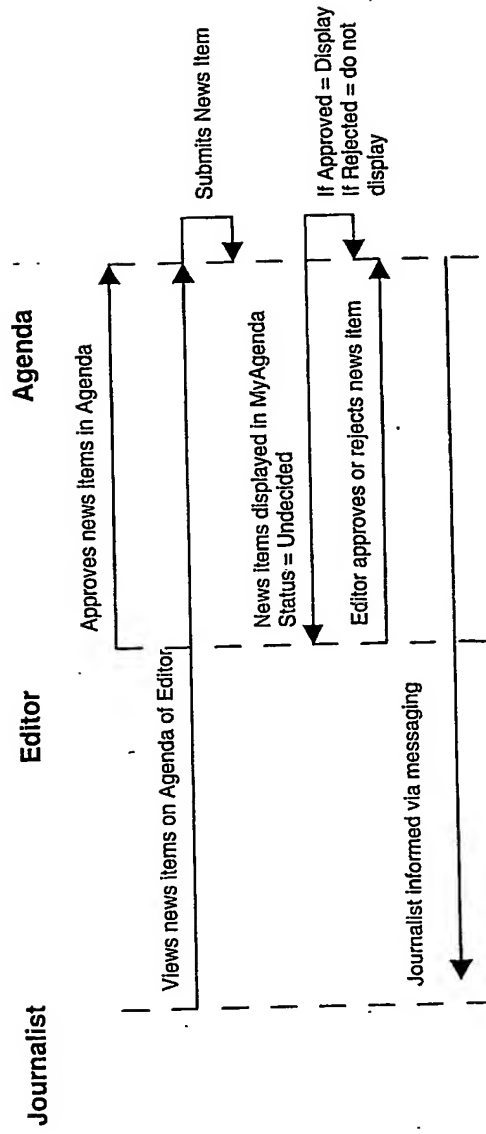 Journalist
Editor
Agenda
Approves news items in Agenda
Views news items on Agenda of Editor
Submits News Item
News items displayed in MyAgenda
Status = Undecided
If Approved = Display
If Rejected = do not
display
Editor approves or rejects news item
Journalist informed via messaging